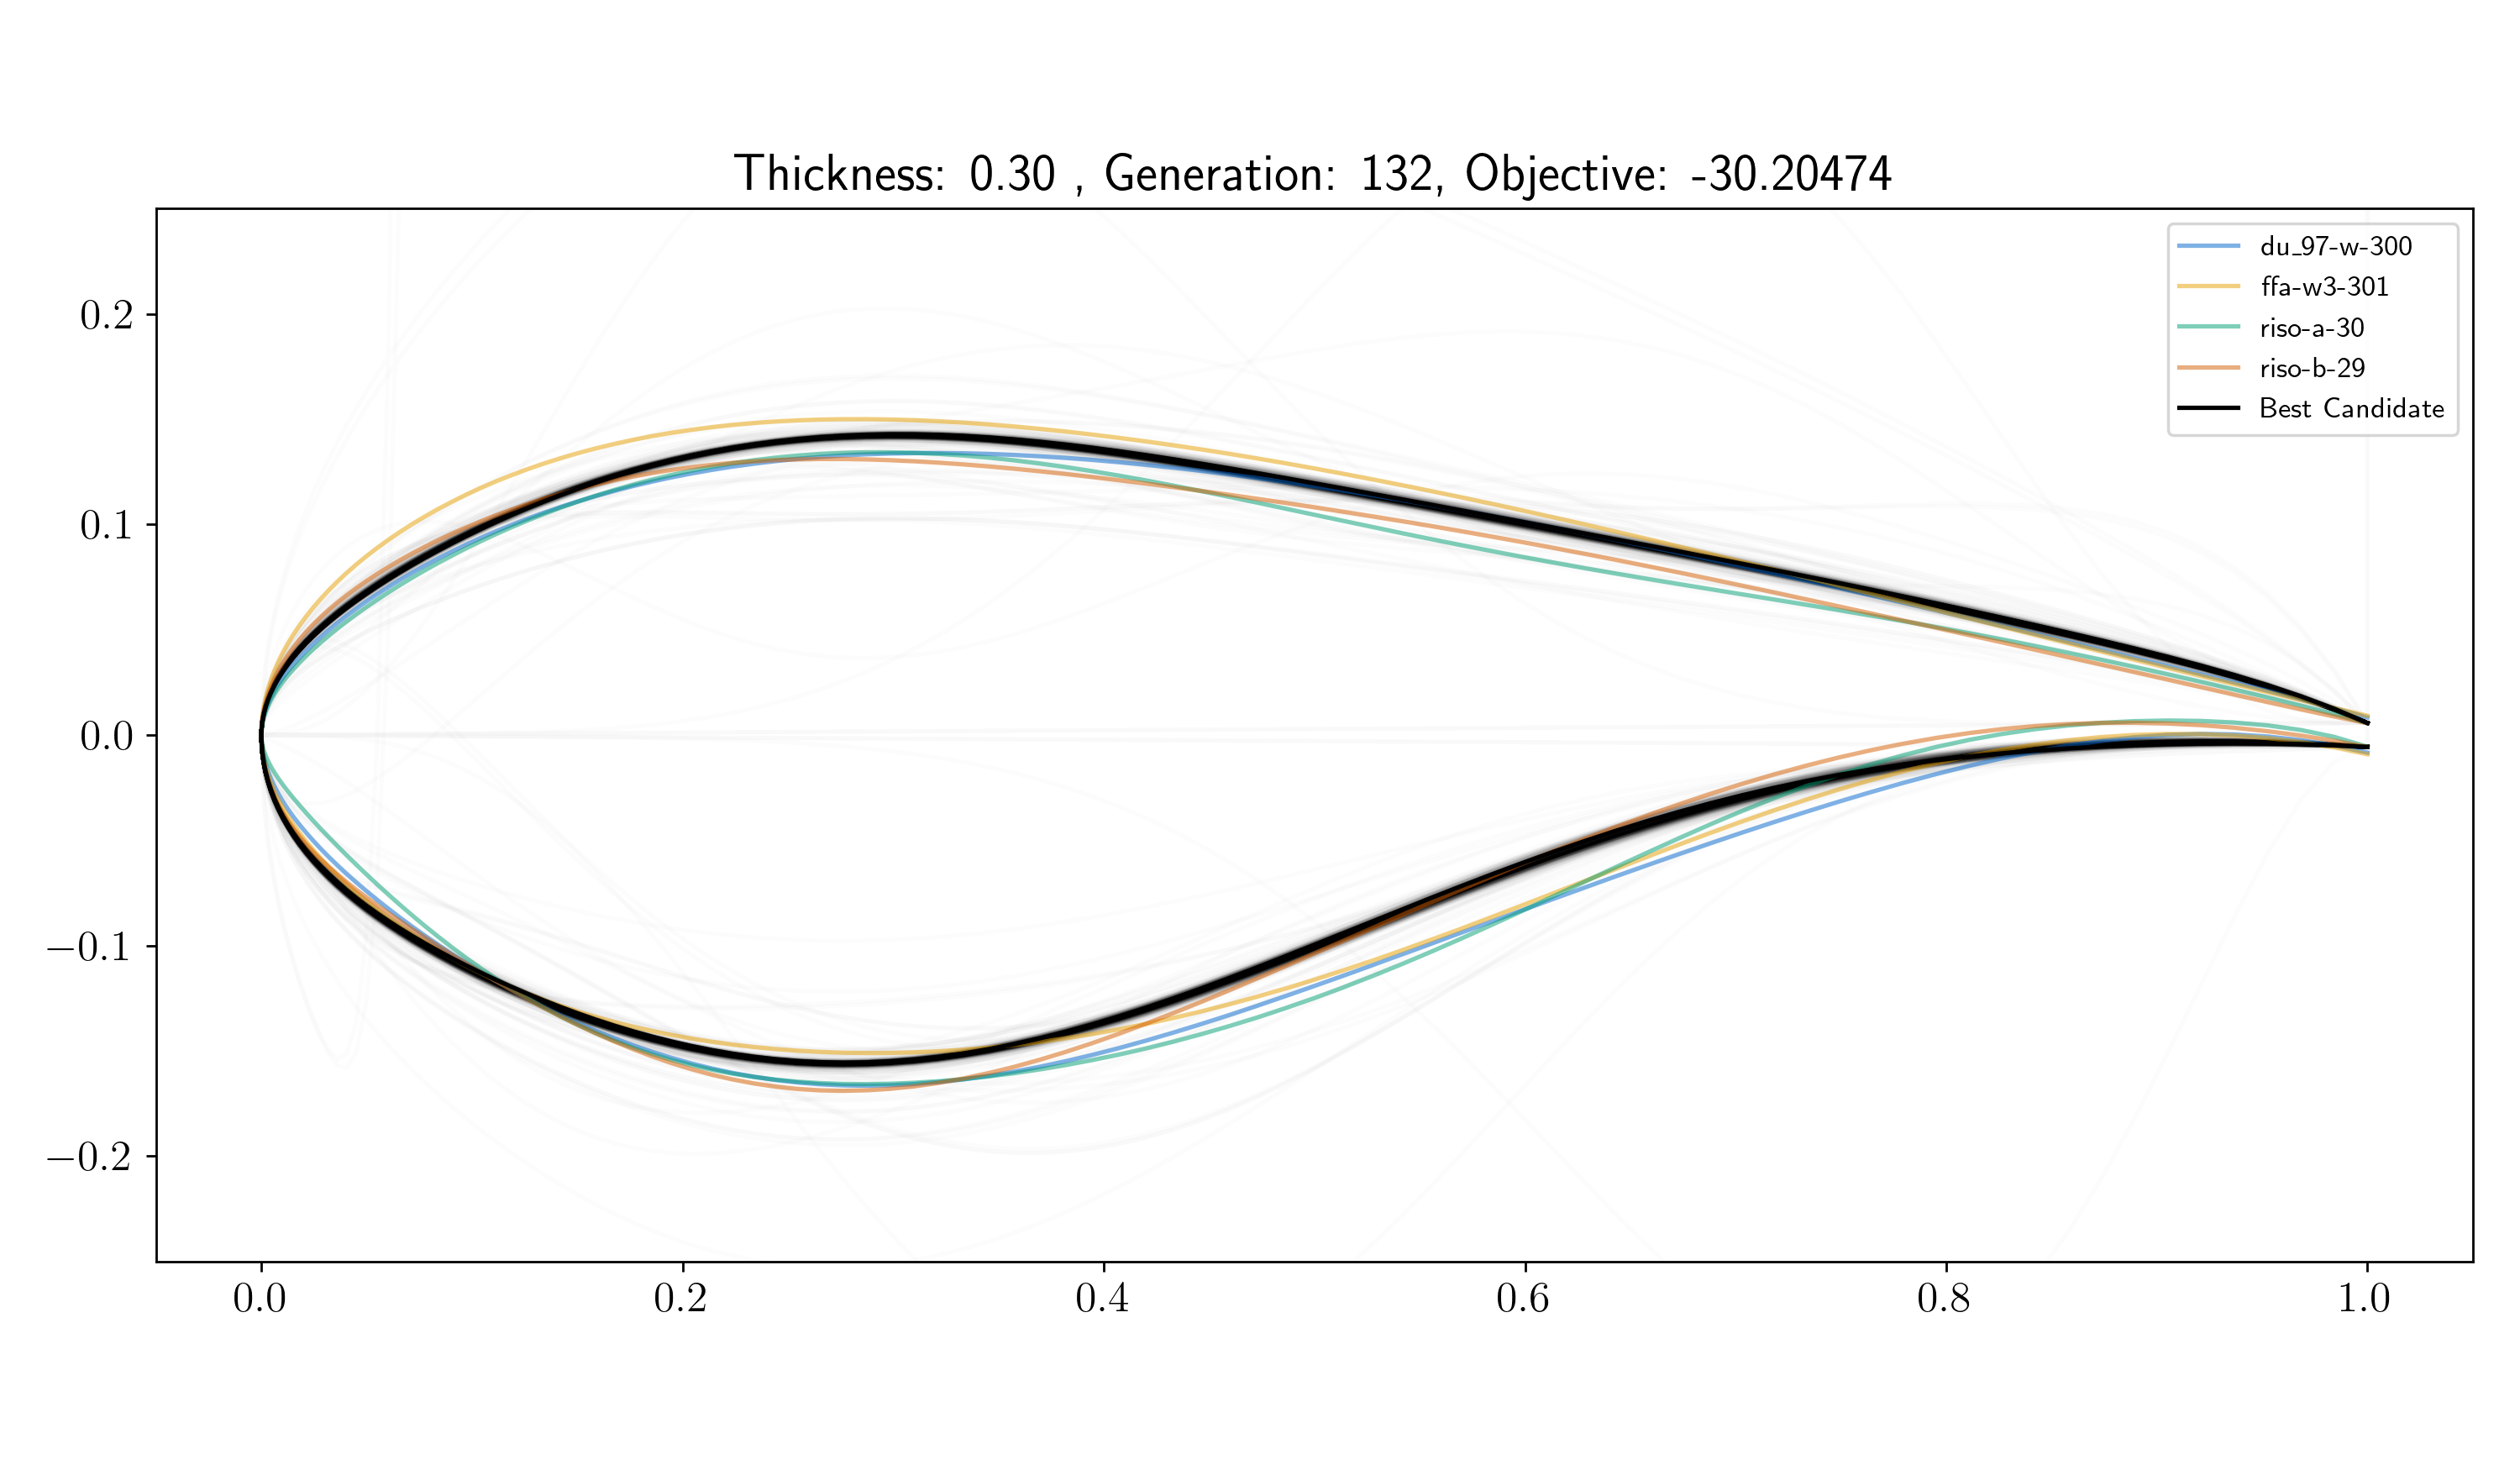 Thickness: 0.30 , Generation: 132, Objective: -30.20474
du_97-w-300
ffa-w3-301
riso-a-30
riso-b-29
Best Candidate
0.2
0.1
0.0
−0.1
−0.2
0.0 0.2 0.4 0.6 0.8 1.0